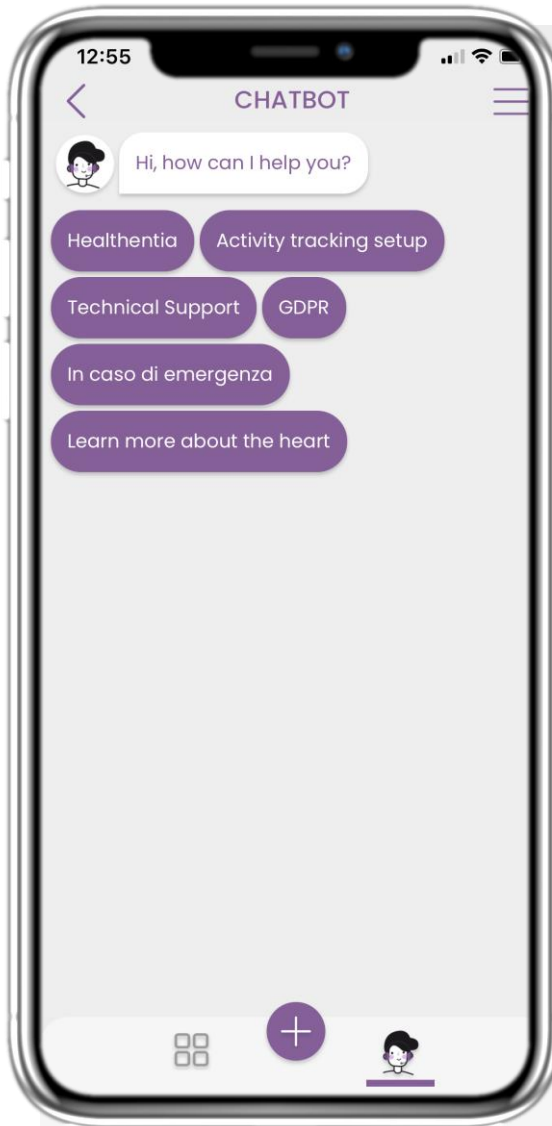 12:55
CHATBOT
Hi, how can I help you?
Healthentia Activity tracking setup
Technical Support GDPR
In caso di emergenza
Learn more about the heart